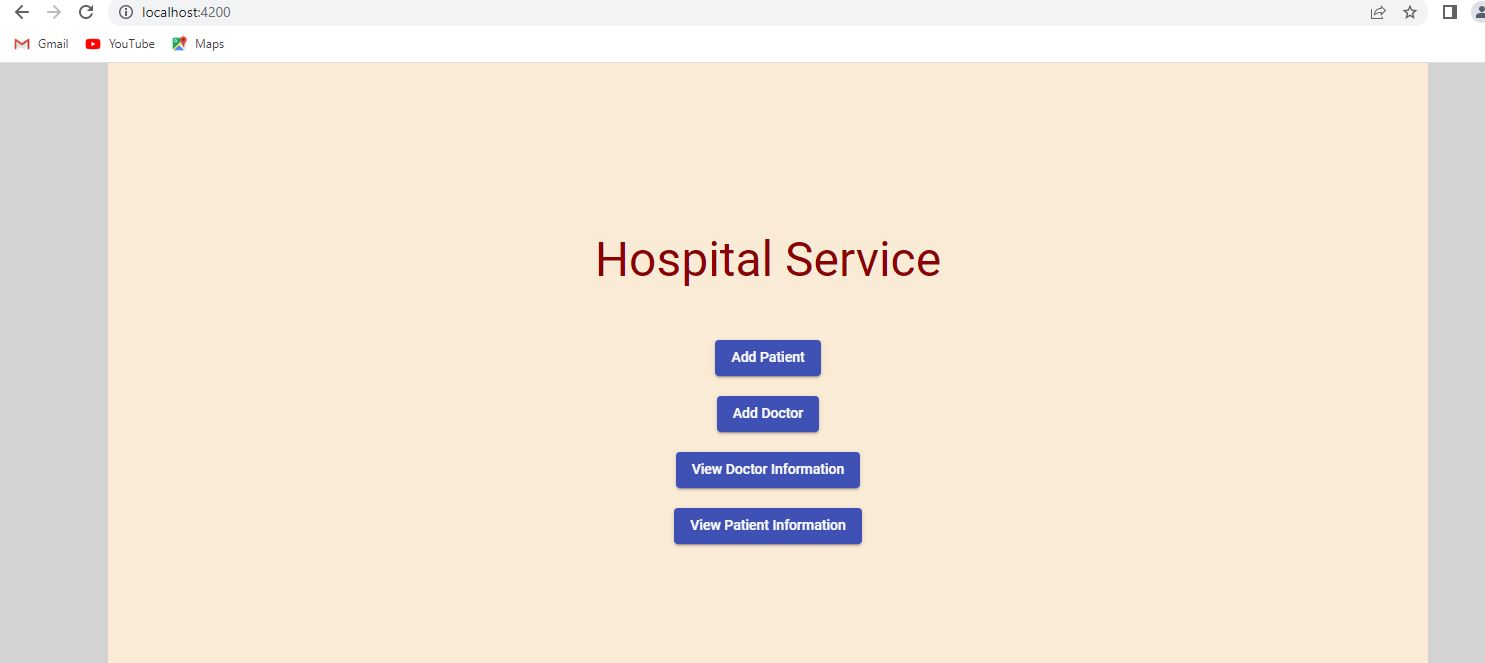 localhost:4200
Gmail YouTube Maps
Hospital Service
Add Patient
Add Doctor
View Doctor Information
View Patient Information